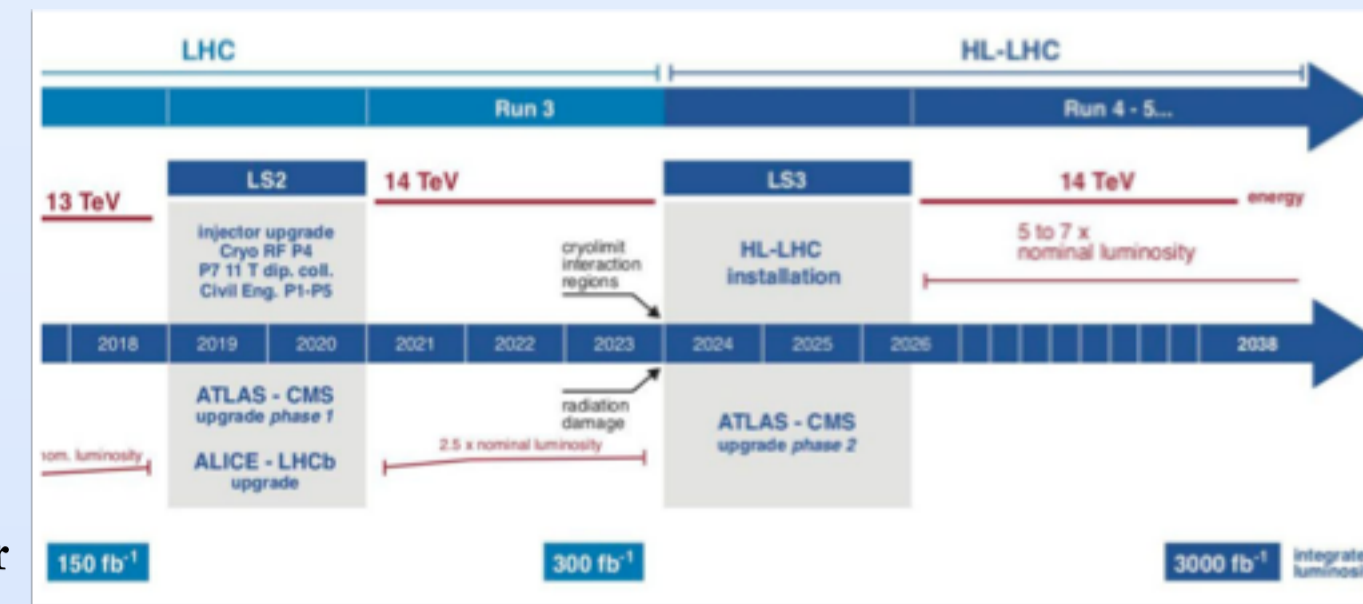 LHC
HL-LHC
Run 3
Run 4 - 5...
LS2
14 TeV
LS3
14 TeV
energy
13 TeV
injector upgrade
Cryo RF P4
P7 11 T dip. coll.
Civil Eng. P1-P5
cryolimit
interaction
regions
HL-LHC
installation
5 to 7 x
nominal luminosity
2018 2019 2020 2021 2022 2023 2024 2025 2026 2038
ATLAS - CMS
upgrade phase 1
radiation
damage
ATLAS - CMS
upgrade phase 2
luminosity
2.5 x nominal luminosity
ALICE - LHCb
upgrade
r
150 fb⁻¹
300 fb⁻¹
3000 fb⁻¹